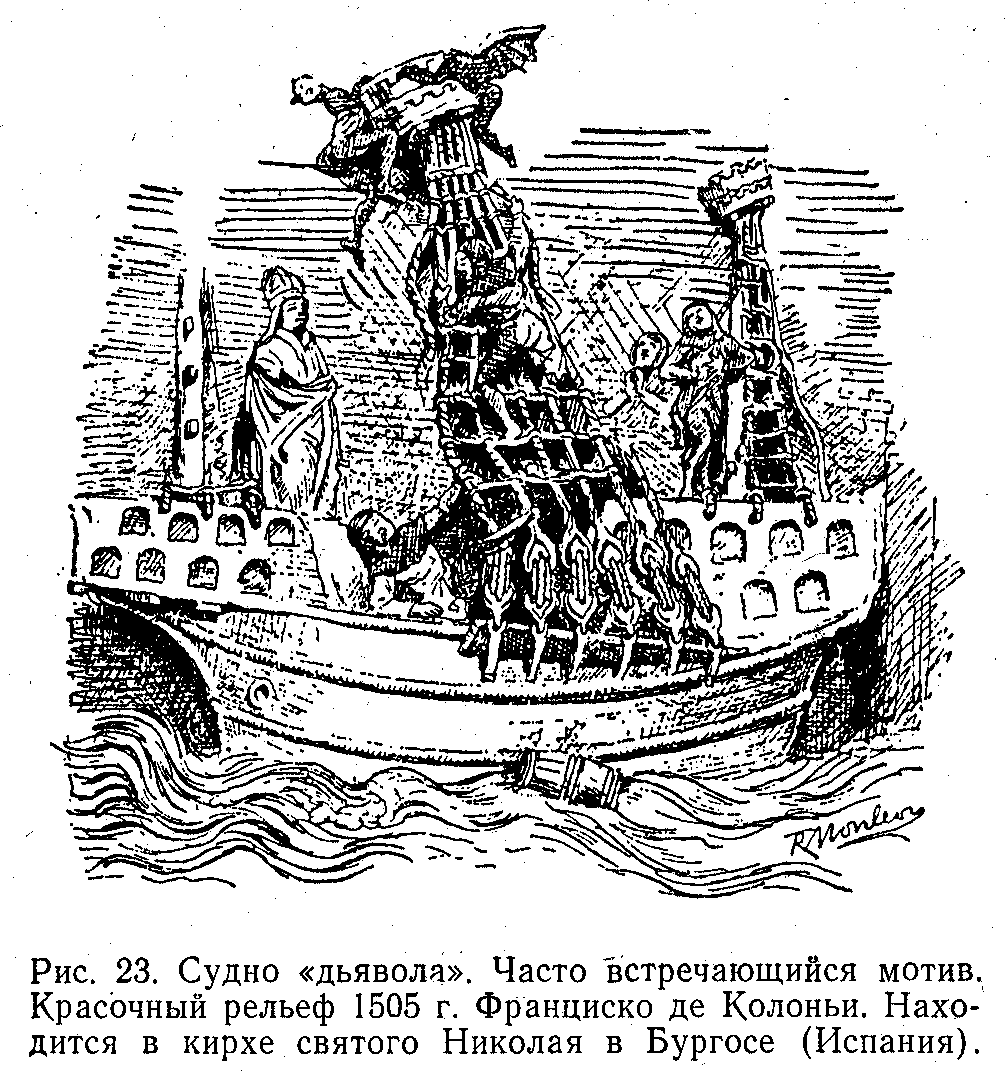 R Monleon
Рис. 23. Судно «дьявола». Часто встречающийся мотив.
Красочный рельеф 1505 г. Франциско де Колоньи. Нахо-
дится в кирхе святого Николая в Бургосе (Испания).